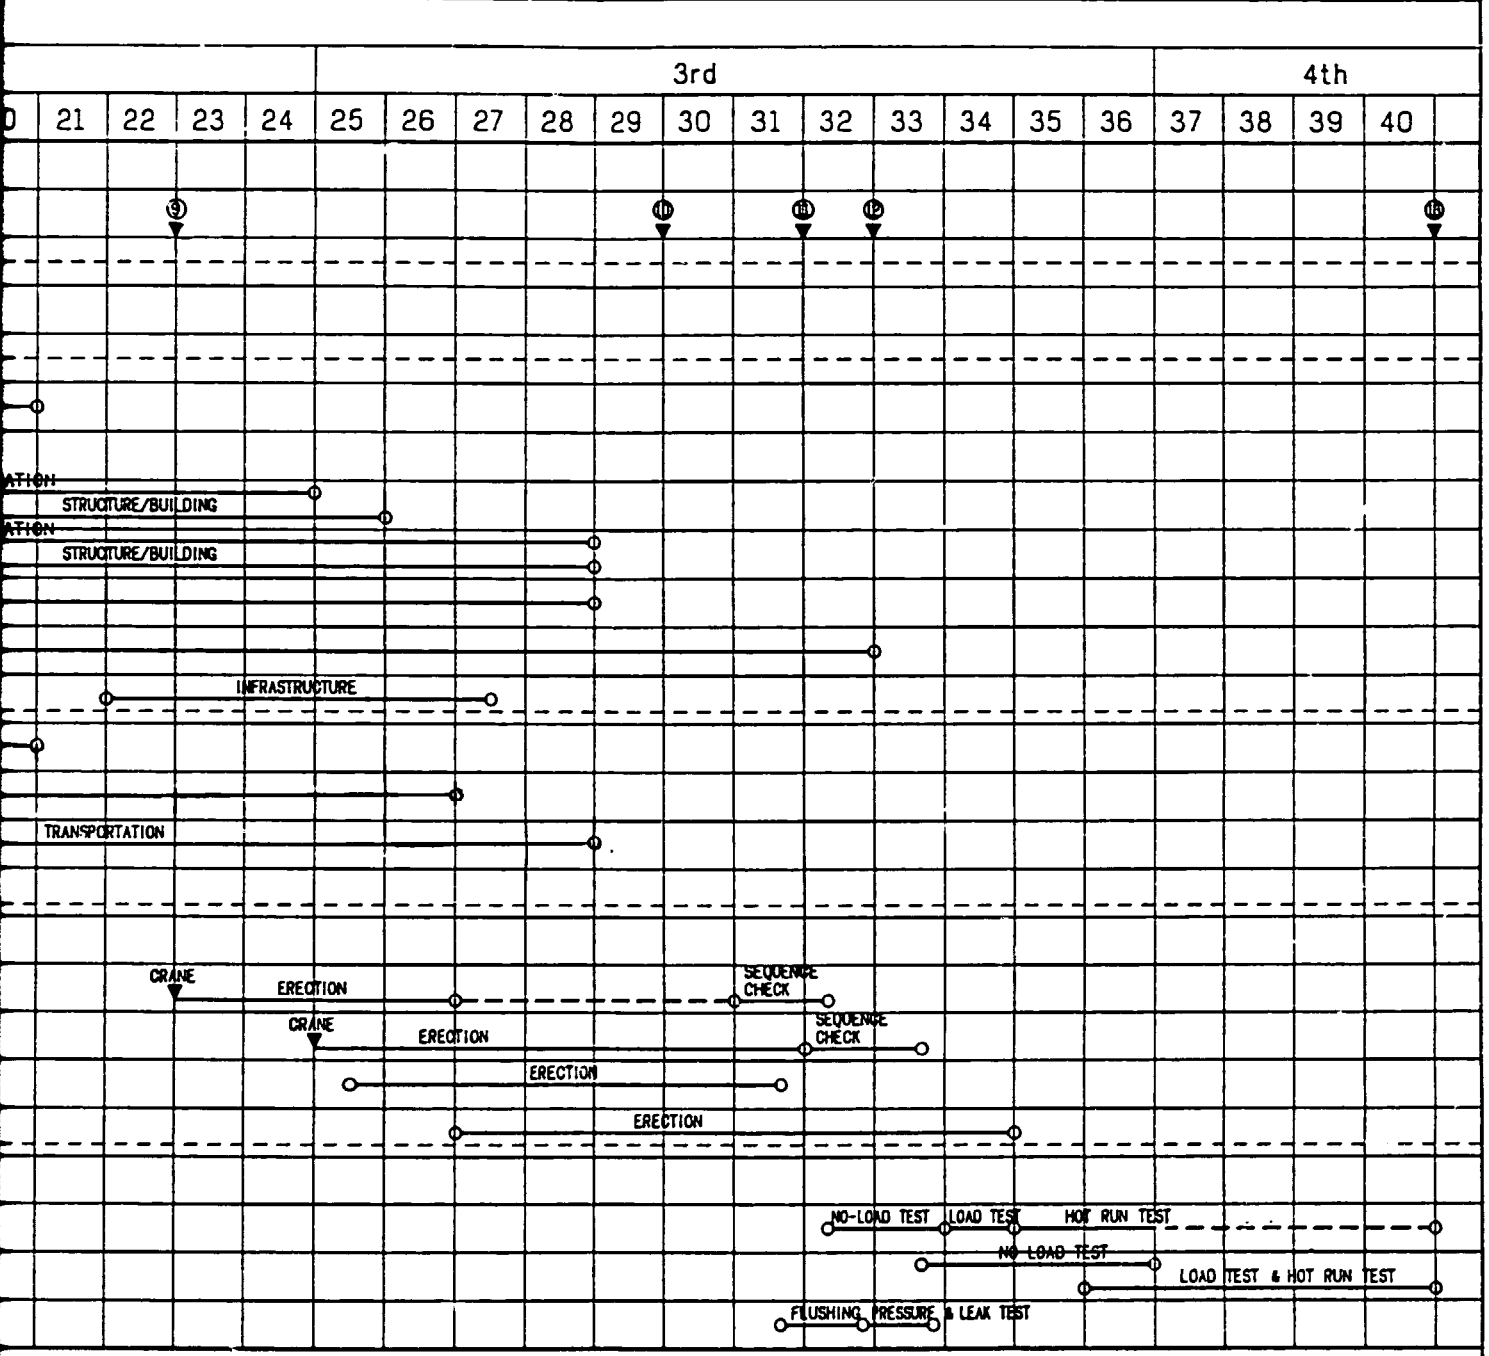 3rd 4th
0 21 22 23 24 25 26 27 28 29 30 31 32 33 34 35 36 37 38 39 40
9 10 11 12 13
ATION
STRUCTURE/BUILDING
ATION
STRUCTURE/BUILDING
INFRASTRUCTURE
TRANSPORTATION
CRANE ERECTION SEQUENCE
CHECK
CRANE ERECTION SEQUENCE
CHECK
ERECTION
ERECTION
NO-LOAD TEST LOAD TEST HOT RUN TEST
NO LOAD TEST
LOAD TEST & HOT RUN TEST
FLUSHING PRESSURE & LEAK TEST